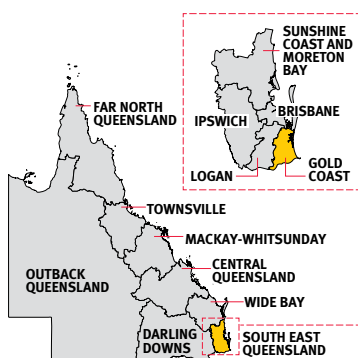 SUNSHINE
COAST AND
MORETON
BAY
BRISBANE
IPSWICH
LOGAN
GOLD
COAST
FAR NORTH
QUEENSLAND
TOWNSVILLE
MACKAY-WHITSUNDAY
CENTRAL
QUEENSLAND
OUTBACK
QUEENSLAND
WIDE BAY
DARLING
DOWNS
SOUTH EAST
QUEENSLAND